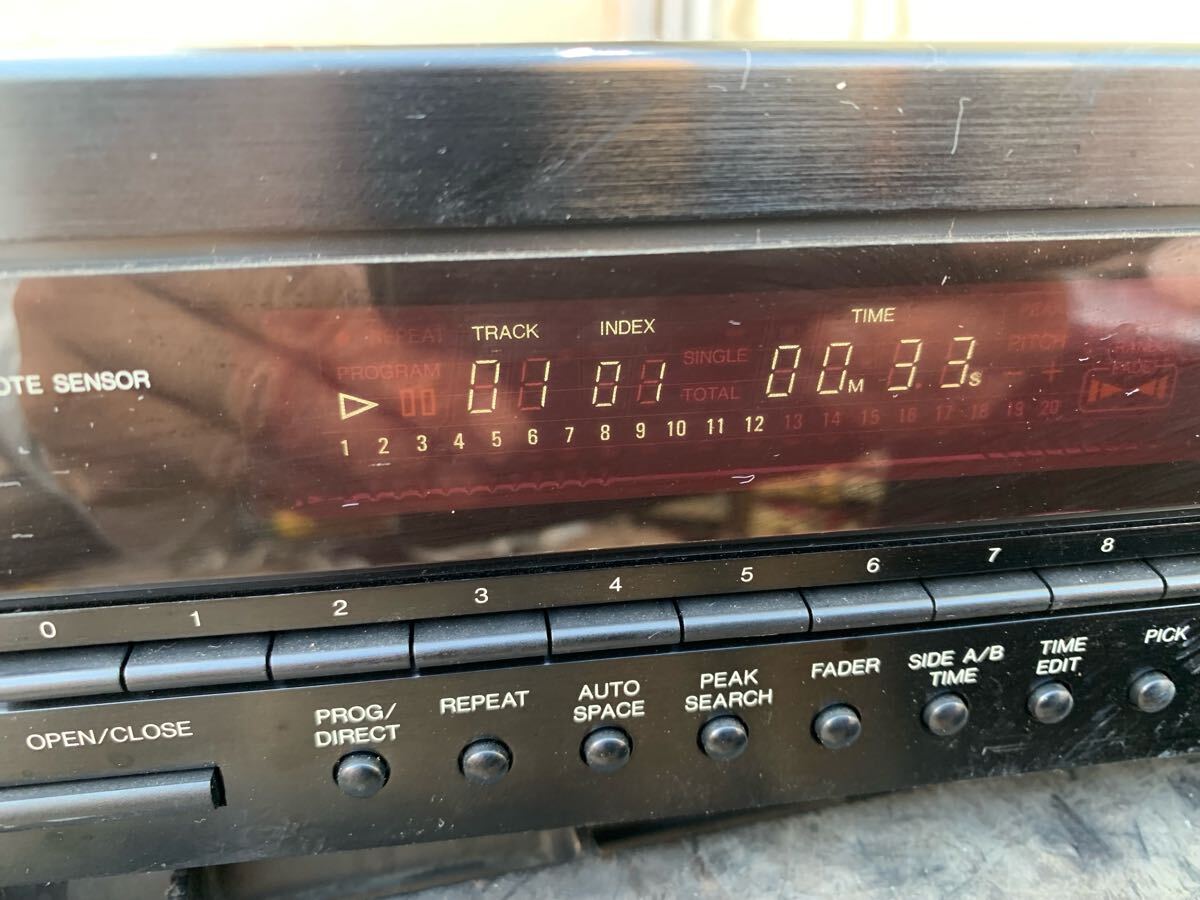 OTE SENSOR
REPEAT TRACK INDEX TIME
PROGRAM SINGLE PITCH
01 01 TOTAL 00M 33S - +
1 2 3 4 5 6 7 8 9 10 11 12 13 14 15 16 17 18 19 20
0 1 2 3 4 5 6 7 8
OPEN/CLOSE
PROG/
DIRECT
REPEAT
AUTO
SPACE
PEAK
SEARCH
FADER
SIDE A/B
TIME
TIME
EDIT
PICK